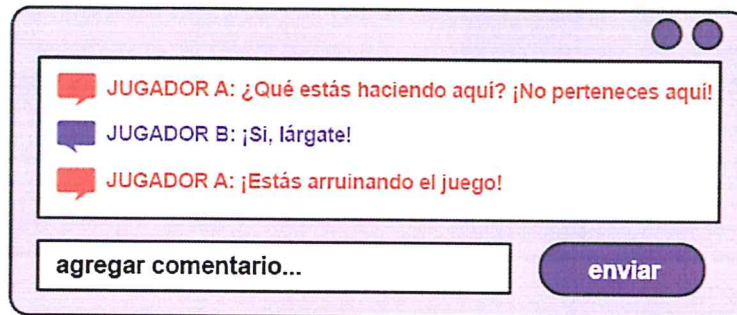 JUGADOR A: ¿Qué estás haciendo aquí? ¡No perteneces aquí!
JUGADOR B: ¡Si, lárgate!
JUGADOR A: ¡Estás arruinando el juego!
agregar comentario...
enviar